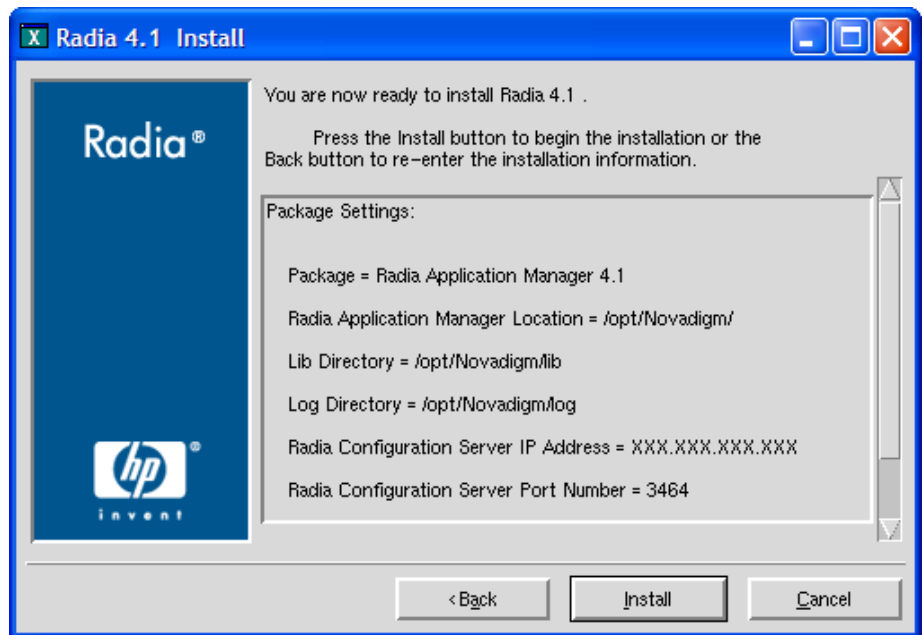 Radia 4.1 Install
Radia®
hp®
invent
You are now ready to install Radia 4.1 .
Press the Install button to begin the installation or the
Back button to re-enter the installation information.
Package Settings:
Package = Radia Application Manager 4.1
Radia Application Manager Location = /opt/Novadigm/
Lib Directory = /opt/Novadigm/lib
Log Directory = /opt/Novadigm/log
Radia Configuration Server IP Address = XXX.XXX.XXX.XXX
Radia Configuration Server Port Number = 3464
<Back
Install
Cancel